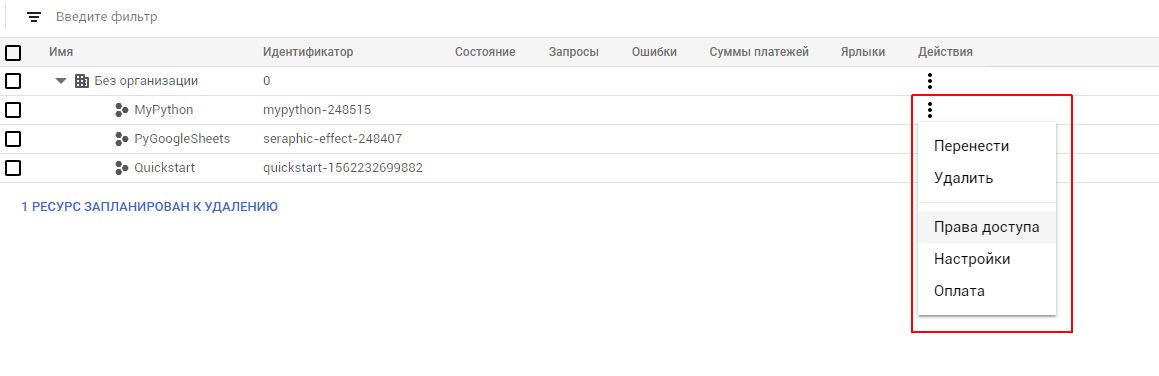 Введите фильтр
Имя Идентификатор Состояние Запросы Ошибки Суммы платежей Ярлыки Действия
Без организации 0
MyPython mypython-248515
PyGoogleSheets seraphic-effect-248407
Quickstart quickstart-1562232699882
1 РЕСУРС ЗАПЛАНИРОВАН К УДАЛЕНИЮ
Перенести
Удалить
Права доступа
Настройки
Оплата